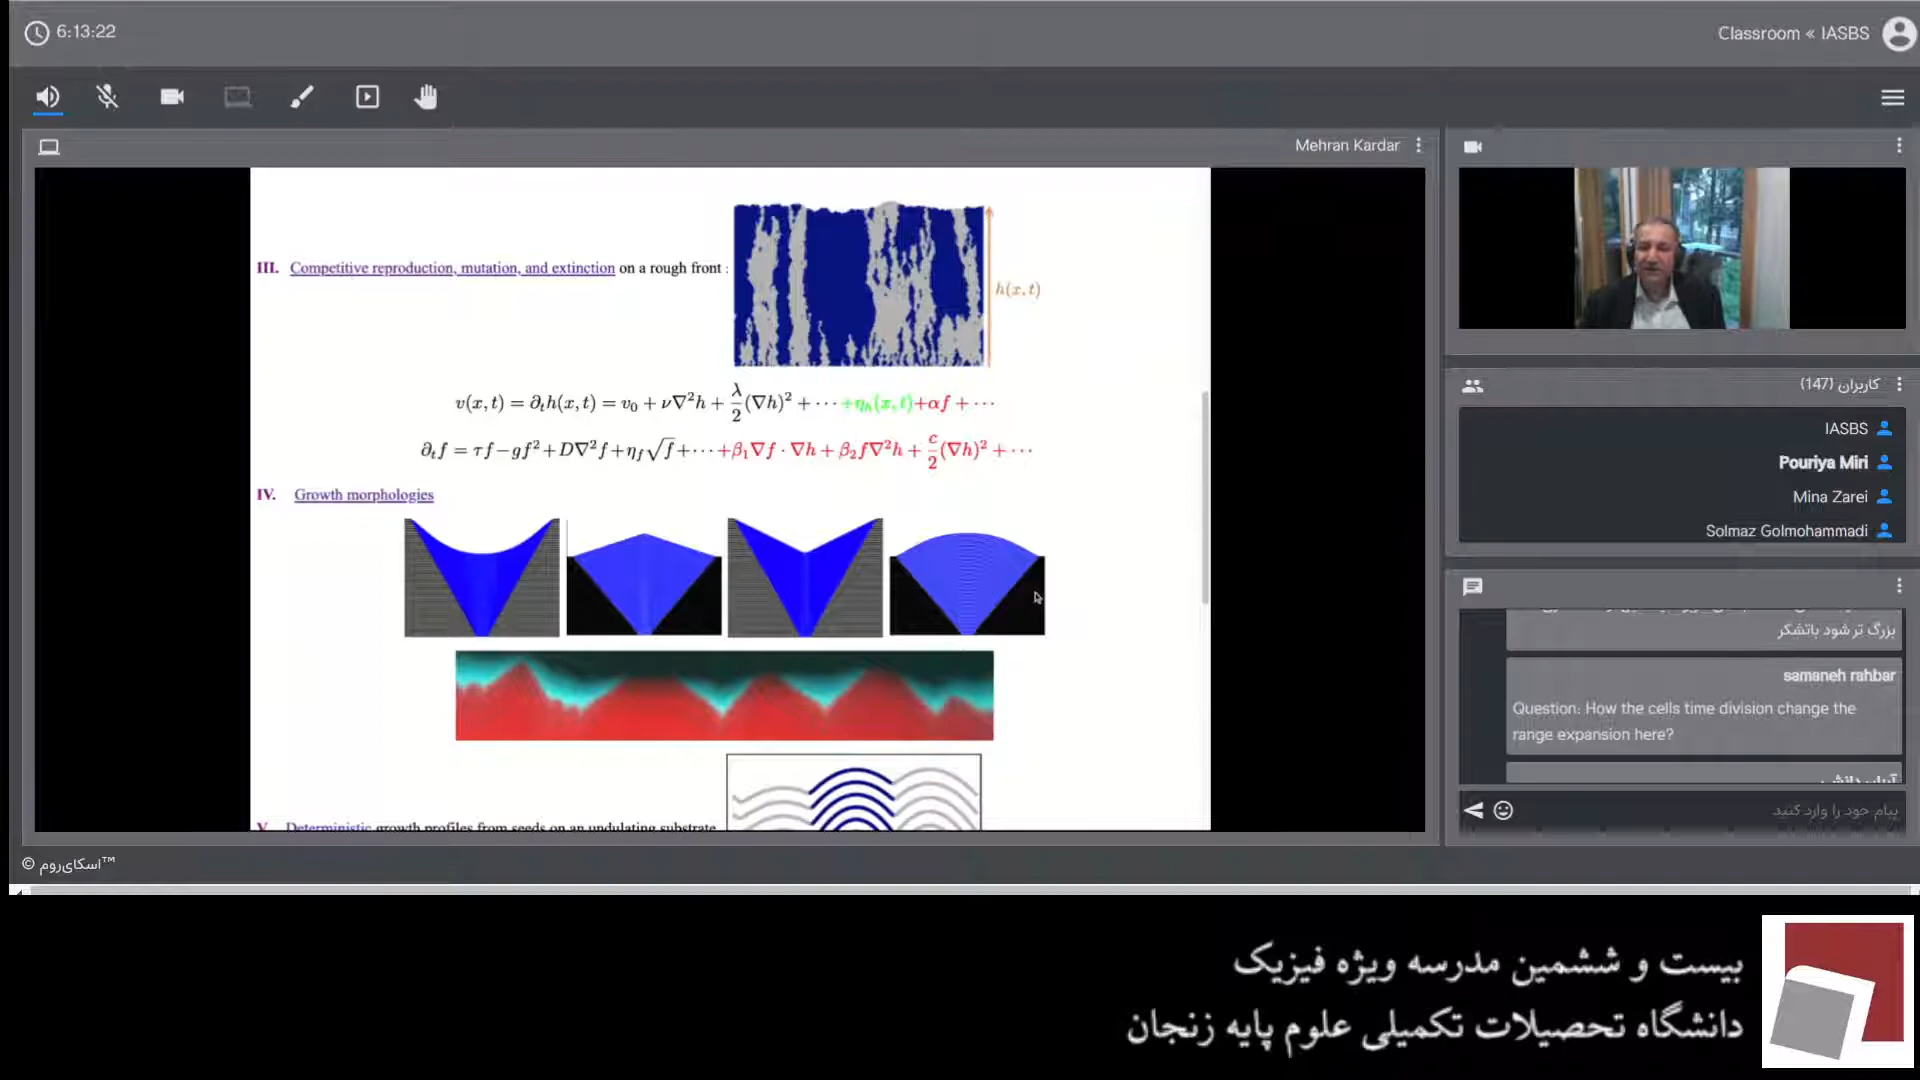 6:13:22
Classroom « IASBS
Mehran Kardar
III. Competitive reproduction, mutation, and extinction on a rough front :
h(x,t)
v(x,t) = ∂ₜh(x,t) = v₀ + ν∇²h + λ/2(∇h)² + ··· +ηₕ(x,t)+αf + ···
∂ₜf = τf−gf²+D∇²f+η_f√f+···+β₁∇f·∇h + β₂f∇²h + c/2(∇h)² + ···
IV. Growth morphologies
V. Deterministic growth profiles from seeds on an undulating substrate
کاربران (147)
IASBS
Pouriya Miri
Mina Zarei
Solmaz Golmohammadi
بزرگ تر شود باتشکر
samaneh rahbar
Question: How the cells time division change the
range expansion here?
پیام خود را وارد کنید
© اسکای‌روم™
بیست و ششمین مدرسه ویژه فیزیک
دانشگاه تحصیلات تکمیلی علوم پایه زنجان